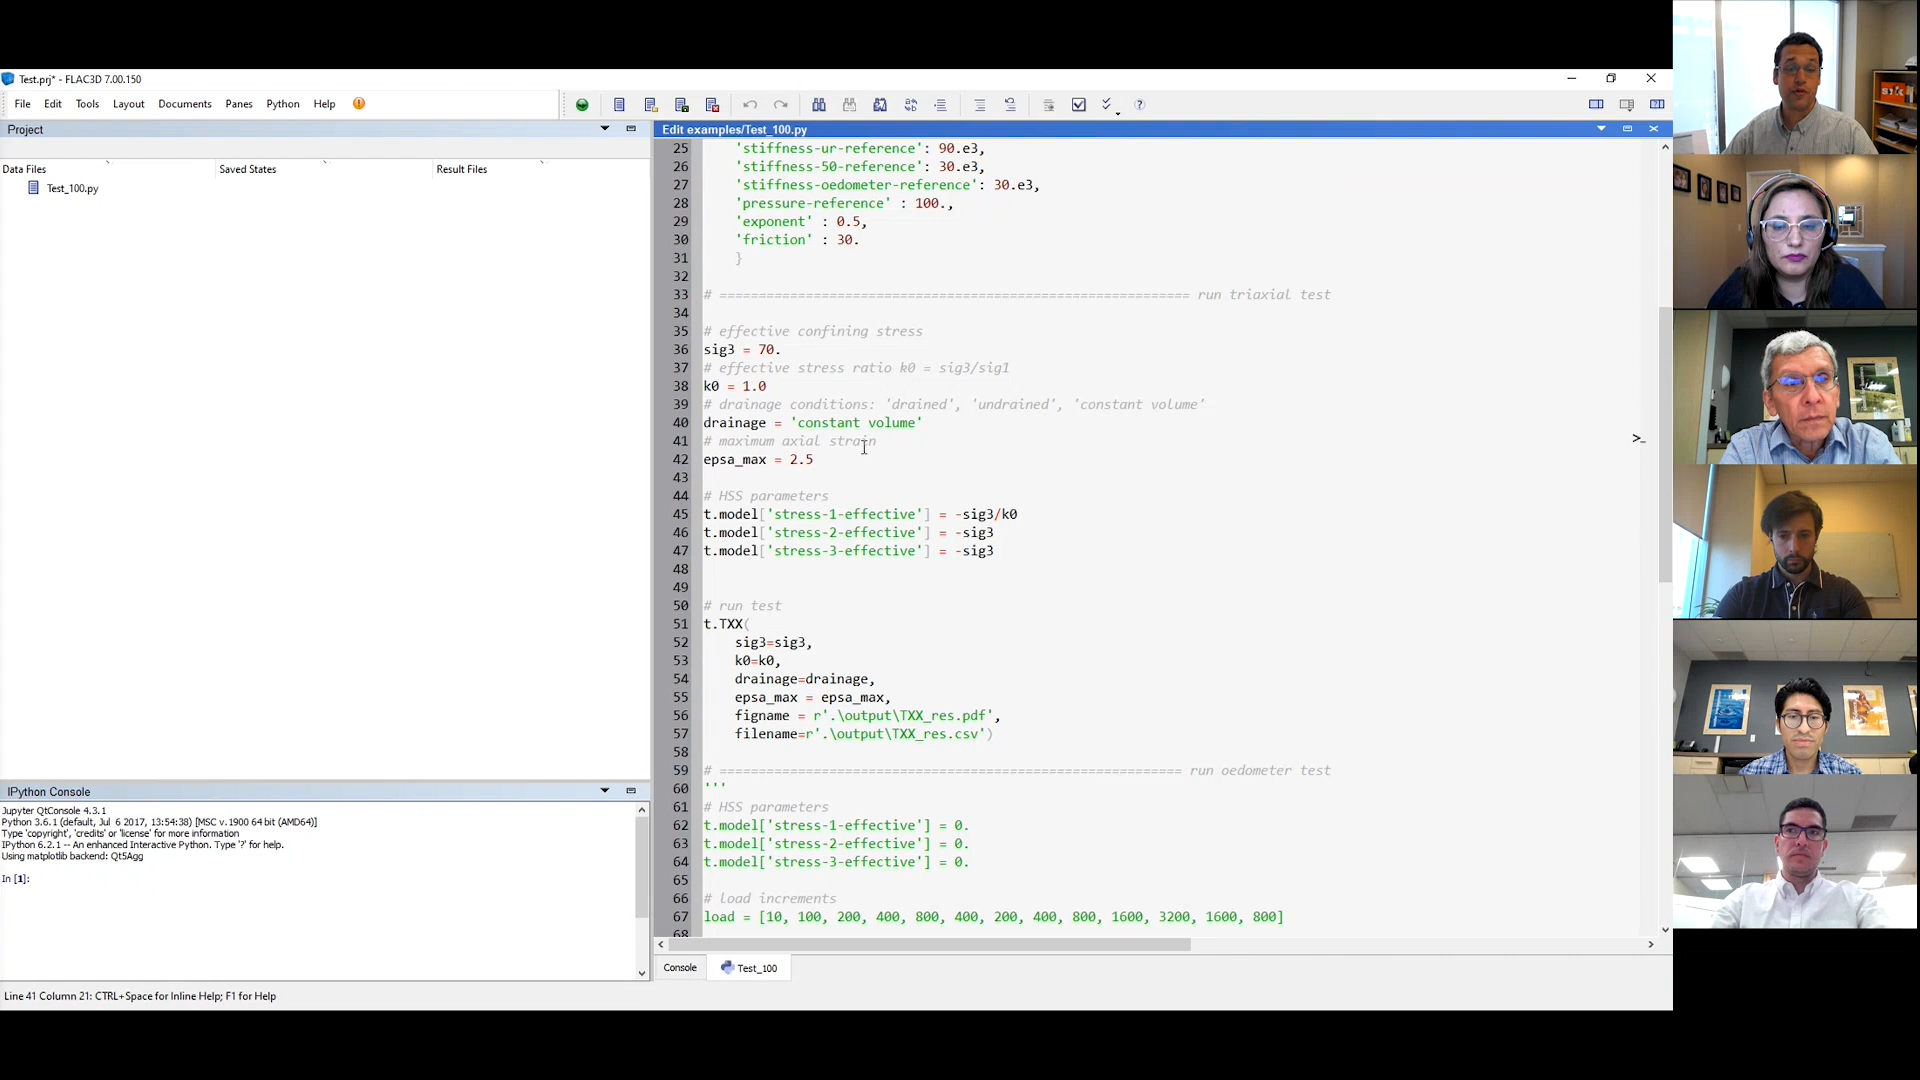 Test.prj* - FLAC3D 7.00.150
File Edit Tools Layout Documents Panes Python Help
Project
Data Files Saved States Result Files
Test_100.py
IPython Console
Jupyter QtConsole 4.3.1
Python 3.6.1 (default, Jul 6 2017, 13:54:38) [MSC v.1900 64 bit (AMD64)]
Type 'copyright', 'credits' or 'license' for more information
IPython 6.2.1 -- An enhanced Interactive Python. Type '?' for help.
Using matplotlib backend: Qt5Agg
In [1]:
Edit examples/Test_100.py
25 'stiffness-ur-reference': 90.e3,
26 'stiffness-50-reference': 30.e3,
27 'stiffness-oedometer-reference': 30.e3,
28 'pressure-reference' : 100.,
29 'exponent' : 0.5,
30 'friction' : 30.
31 }
32
33 # ============================================================ run triaxial test
34
35 # effective confining stress
36 sig3 = 70.
37 # effective stress ratio k0 = sig3/sig1
38 k0 = 1.0
39 # drainage conditions: 'drained', 'undrained', 'constant volume'
40 drainage = 'constant volume'
41 # maximum axial strain
42 epsa_max = 2.5
43
44 # HSS parameters
45 t.model['stress-1-effective'] = -sig3/k0
46 t.model['stress-2-effective'] = -sig3
47 t.model['stress-3-effective'] = -sig3
48
49
50 # run test
51 t.TXX(
52 sig3=sig3,
53 k0=k0,
54 drainage=drainage,
55 epsa_max = epsa_max,
56 figname = r'.\output\TXX_res.pdf',
57 filename=r'.\output\TXX_res.csv')
58
59 # =========================================================== run oedometer test
60 '''
61 # HSS parameters
62 t.model['stress-1-effective'] = 0.
63 t.model['stress-2-effective'] = 0.
64 t.model['stress-3-effective'] = 0.
65
66 # load increments
67 load = [10, 100, 200, 400, 800, 400, 200, 400, 800, 1600, 3200, 1600, 800]
68
>_
Console Test_100
Line 41 Column 21: CTRL+Space for Inline Help; F1 for Help